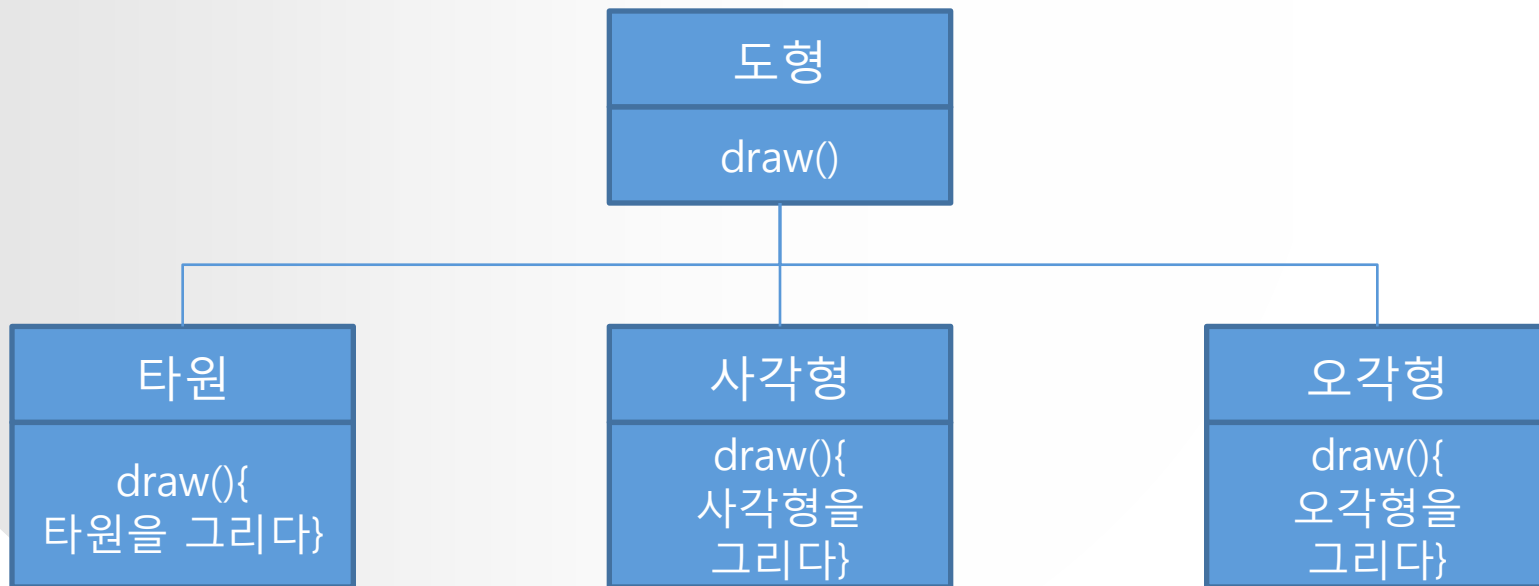 도형
draw()
타원
draw(){
타원을 그리다}
사각형
draw(){
사각형을
그리다}
오각형
draw(){
오각형을
그리다}